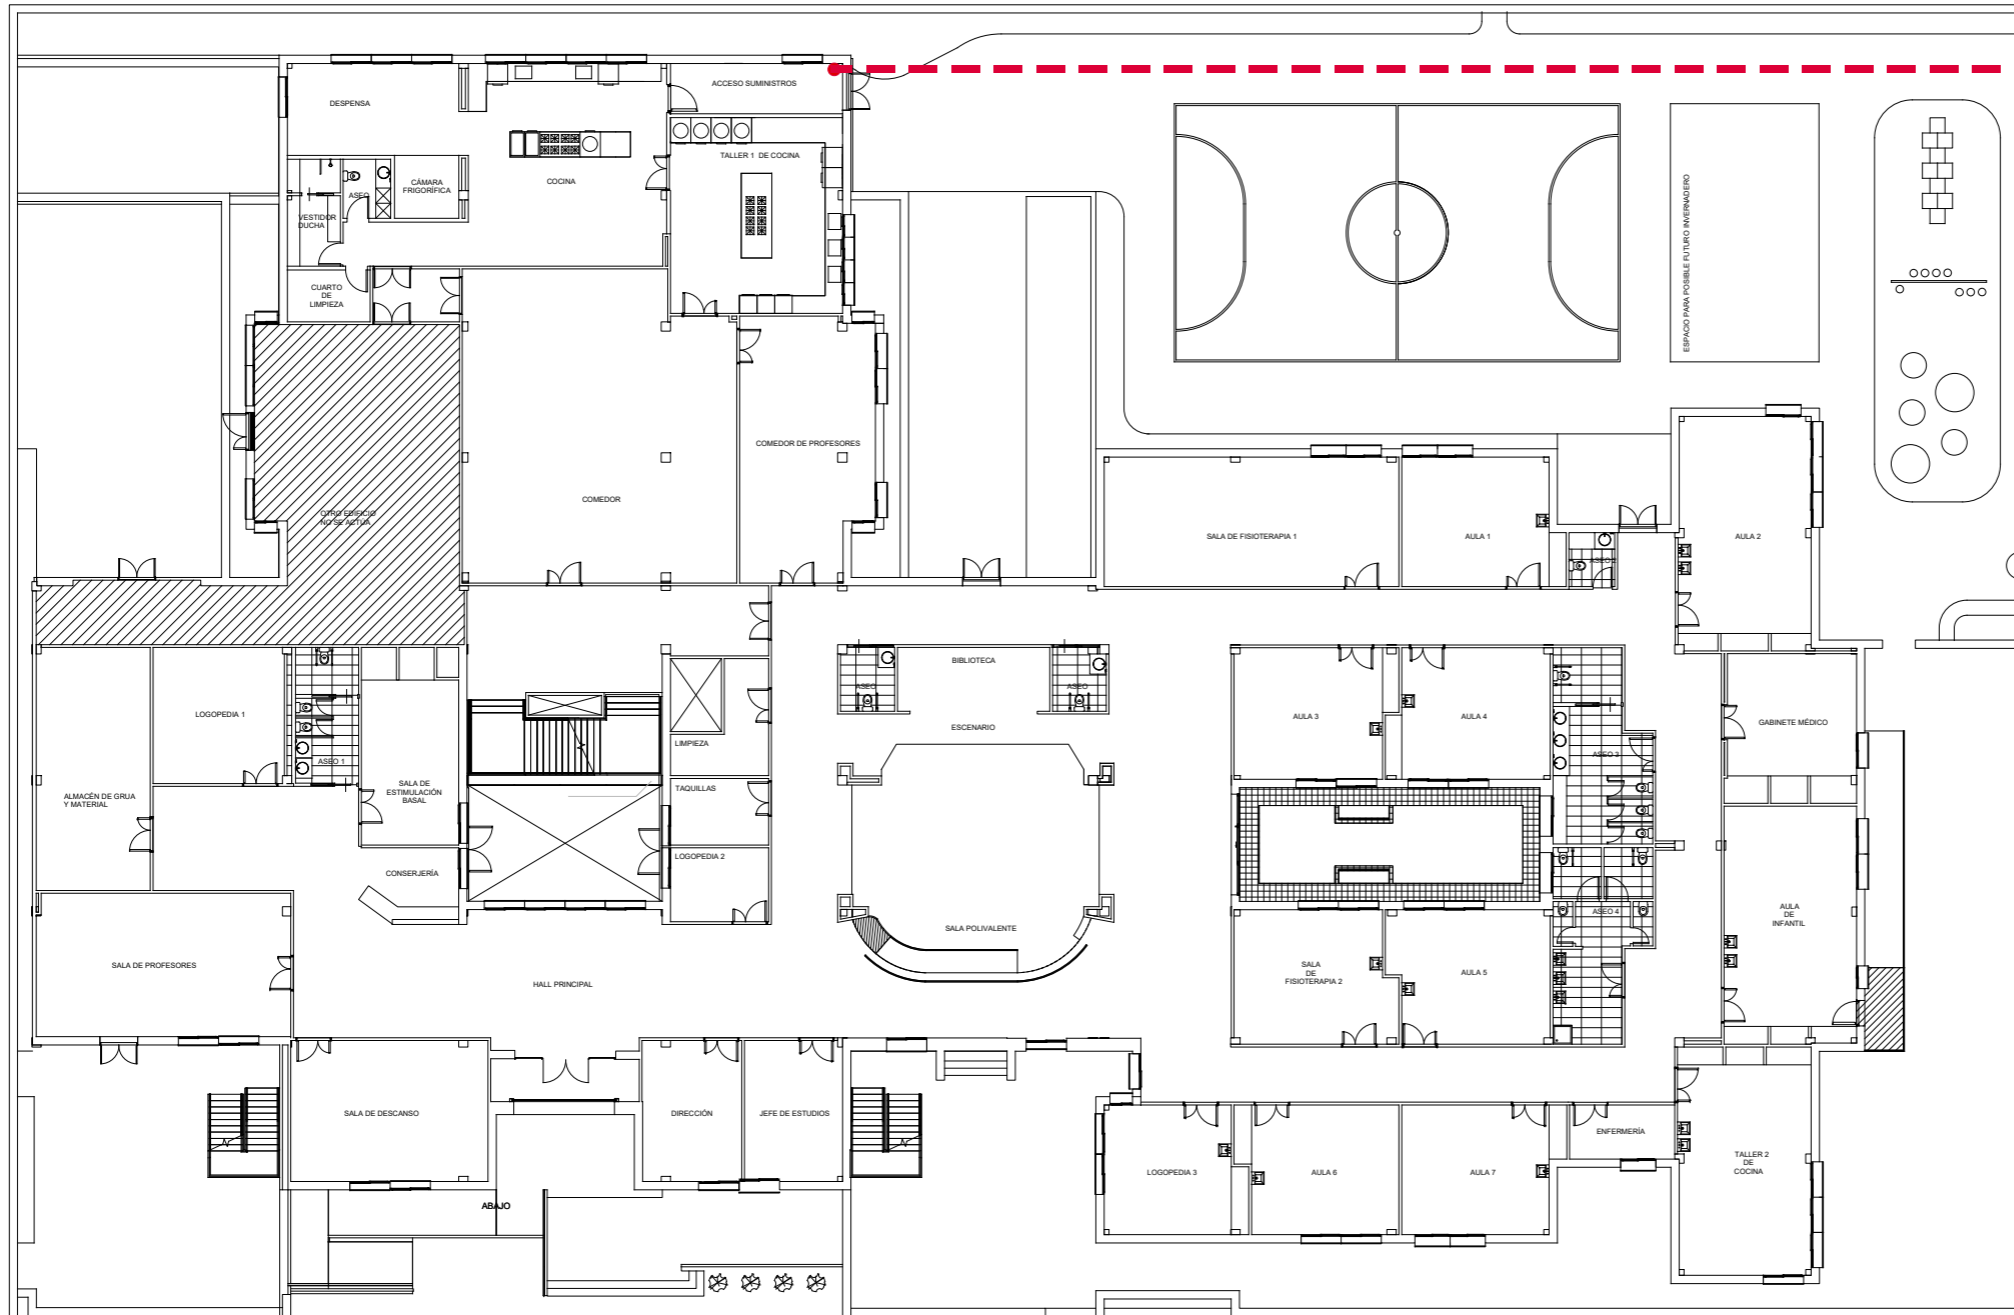 ACCESO SUMINISTROS
DESPENSA
TALLER 1 DE COCINA
COCINA
CÁMARA
FRIGORÍFICA
ASEO
VESTIDOR
DUCHA
CUARTO
DE
LIMPIEZA
ESPACIO PARA POSIBLE FUTURO INVERNADERO
COMEDOR DE PROFESORES
COMEDOR
OTRO EDIFICIO
NO SE ACTÚA
SALA DE FISIOTERAPIA 1
AULA 1
AULA 2
ASEO 2
BIBLIOTECA
ASEO
ASEO
ESCENARIO
LOGOPEDIA 1
ASEO 1
SALA DE
ESTIMULACIÓN
BASAL
ALMACÉN DE GRUA
Y MATERIAL
LIMPIEZA
TAQUILLAS
LOGOPEDIA 2
CONSERJERÍA
AULA 3
AULA 4
ASEO 3
GABINETE MÉDICO
ASEO 4
AULA
DE
INFANTIL
SALA POLIVALENTE
SALA DE PROFESORES
HALL PRINCIPAL
SALA
DE
FISIOTERAPIA 2
AULA 5
SALA DE DESCANSO
DIRECCIÓN
JEFE DE ESTUDIOS
ENFERMERÍA
LOGOPEDIA 3
AULA 6
AULA 7
TALLER 2
DE
COCINA
ABAJO